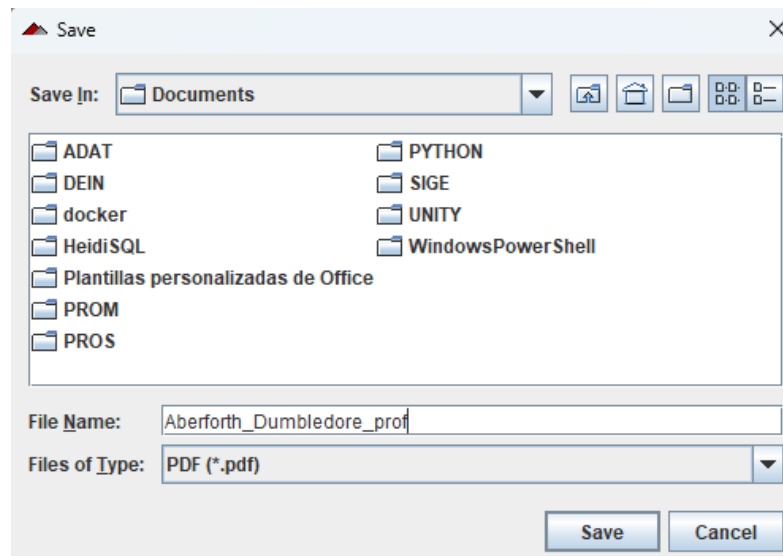 Save
Save In: Documents
ADAT PYTHON
DEIN SIGE
docker UNITY
HeidiSQL WindowsPowerShell
Plantillas personalizadas de Office
PROM
PROS
File Name: Aberforth_Dumbledore_prof
Files of Type: PDF (*.pdf)
Save Cancel